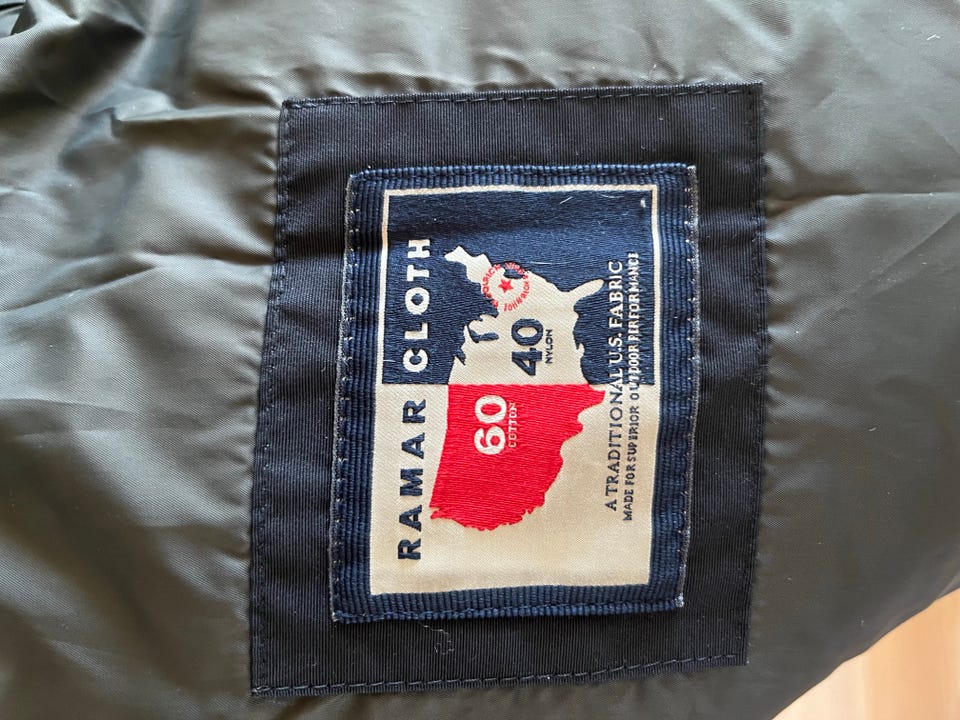 RAMAR CLOTH
60
COTTON
40
NYLON
A TRADITIONAL U.S. FABRIC
MADE FOR SUPERIOR OUTDOOR PERFORMANCE